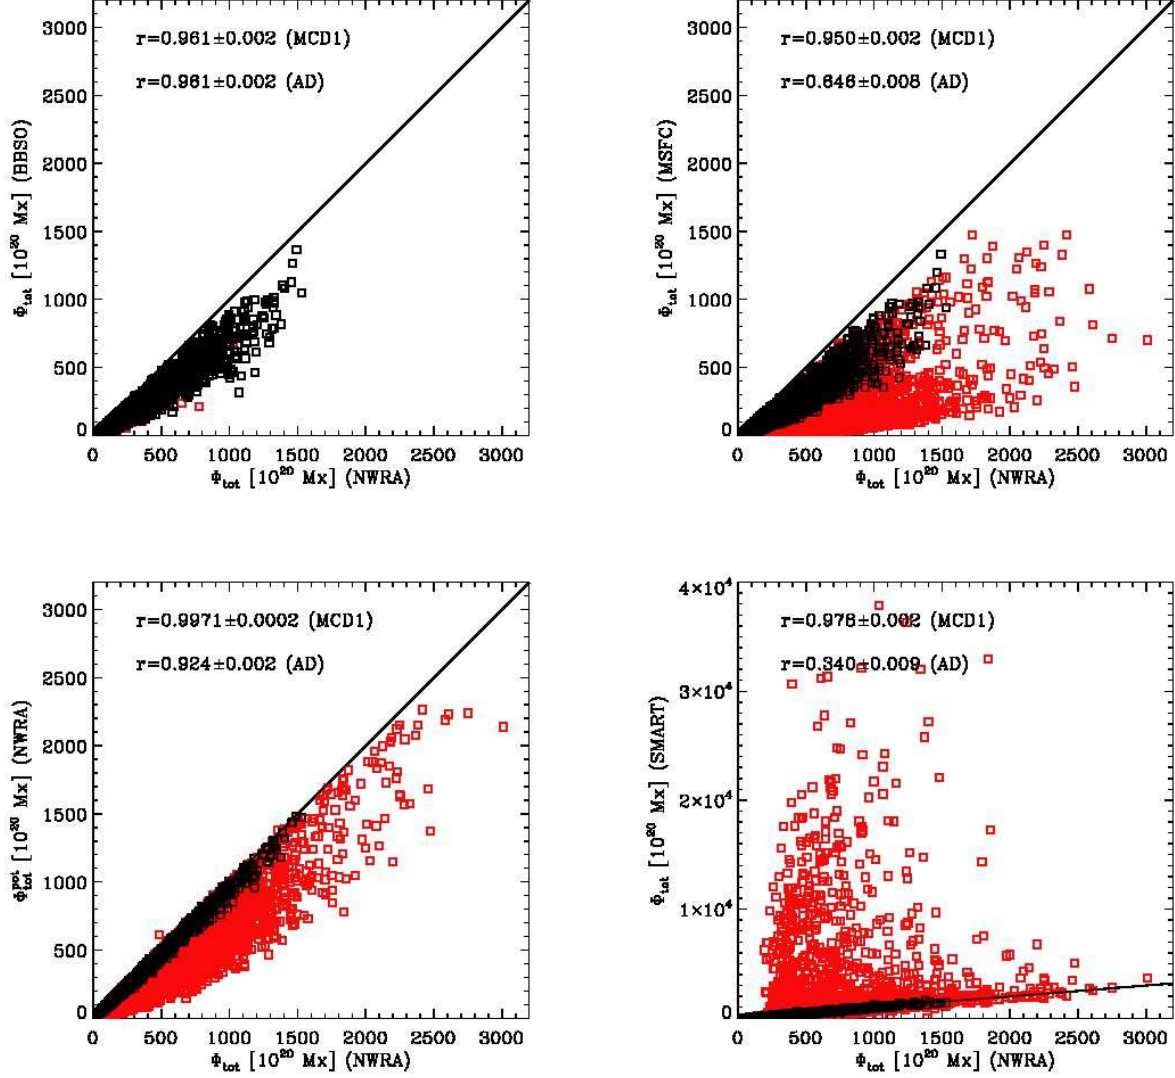 r=0.961±0.002 (MCD1)
r=0.961±0.002 (AD)
Φtot [10^20 Mx] (BBSO)
3000
2500
2000
1500
1000
500
0
0 500 1000 1500 2000 2500 3000
Φtot [10^20 Mx] (NWRA)
r=0.950±0.002 (MCD1)
r=0.646±0.008 (AD)
Φtot [10^20 Mx] (MSFC)
3000
2500
2000
1500
1000
500
0
0 500 1000 1500 2000 2500 3000
Φtot [10^20 Mx] (NWRA)
r=0.9971±0.0002 (MCD1)
r=0.924±0.002 (AD)
Φtot^pot [10^20 Mx] (NWRA)
3000
2500
2000
1500
1000
500
0
0 500 1000 1500 2000 2500 3000
Φtot [10^20 Mx] (NWRA)
r=0.978±0.002 (MCD1)
r=0.340±0.009 (AD)
Φtot [10^20 Mx] (SMART)
4×10^4
3×10^4
2×10^4
1×10^4
0
0 500 1000 1500 2000 2500 3000
Φtot [10^20 Mx] (NWRA)